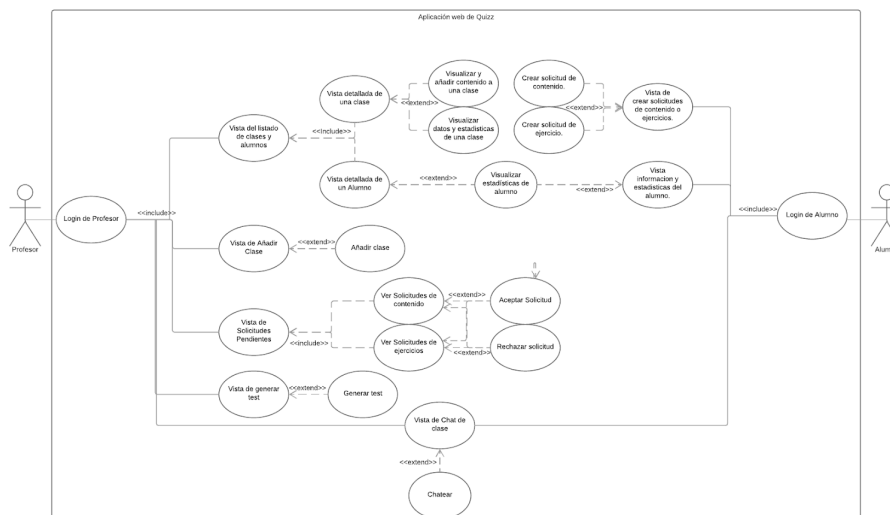 Aplicación web de Quizz
Visualizar y
añadir contenido a
una clase
Crear solicitud de
contenido.
Vista detallada de
una clase
<<extend>>
<<extend>>
Vista de
crear solicitudes
de contenido o
ejercicios.
Visualizar
datos y estadisticas
de una clase
Crear solicitud de
ejercicio.
Vista del listado
de clases y
alumnos
<<include>>
Vista detallada de
un Alumno
<<extend>>
Visualizar
estadísticas de
alumno
<<extend>>
Vista
informacion y
estadisticas del
alumno.
Profesor
Login de Profesor
<<include>>
<<include>>
Login de Alumno
Alum
Vista de Añadir
Clase
<<extend>>
Añadir clase
Ver Solicitudes de
contenido
<<extend>>
Aceptar Solicitud
Vista de
Solicitudes
Pendientes
<<include>>
Ver Solicitudes de
ejercicios
<<extend>>
Rechazar solicitud
Vista de generar
test
<<extend>>
Generar test
Vista de Chat de
clase
<<extend>>
Chatear